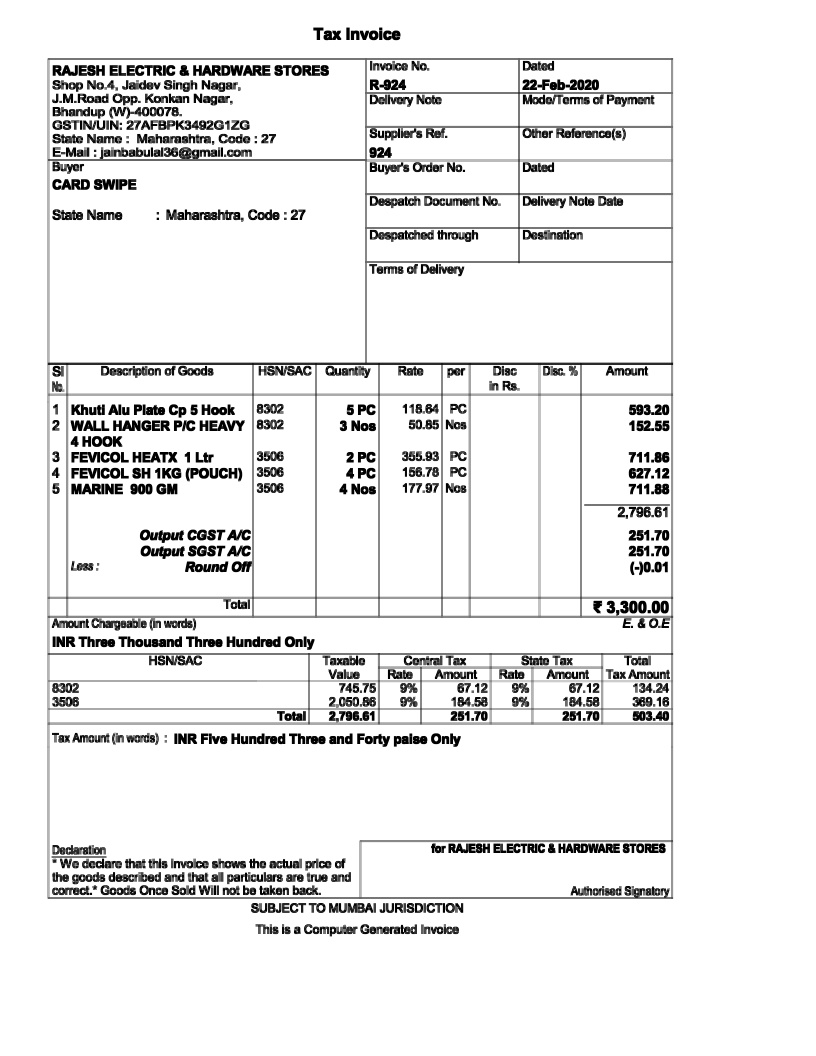 Tax Invoice
RAJESH ELECTRIC & HARDWARE STORES
Shop No.4, Jaidev Singh Nagar,
J.M.Road Opp. Konkan Nagar,
Bhandup (W)-400078.
GSTIN/UIN: 27AFBPK3492G1ZG
State Name : Maharashtra, Code : 27
E-Mail : jainbabulal36@gmail.com
Invoice No. Dated
R-924 22-Feb-2020
Delivery Note Mode/Terms of Payment
Supplier's Ref. Other Reference(s)
924
Buyer
CARD SWIPE
State Name : Maharashtra, Code : 27
Buyer's Order No. Dated
Despatch Document No. Delivery Note Date
Despatched through Destination
Terms of Delivery
Sl Description of Goods HSN/SAC Quantity Rate per Disc Disc. % Amount
No. in Rs.
1 Khuti Alu Plate Cp 5 Hook 8302 5 PC 118.64 PC 593.20
2 WALL HANGER P/C HEAVY 8302 3 Nos 50.85 Nos 152.55
4 HOOK
3 FEVICOL HEATX 1 Ltr 3506 2 PC 355.93 PC 711.86
4 FEVICOL SH 1KG (POUCH) 3506 4 PC 156.78 PC 627.12
5 MARINE 900 GM 3506 4 Nos 177.97 Nos 711.88
2,796.61
Output CGST A/C 251.70
Output SGST A/C 251.70
Less : Round Off (-)0.01
Total ₹ 3,300.00
Amount Chargeable (in words) E. & O.E
INR Three Thousand Three Hundred Only
HSN/SAC Taxable Central Tax State Tax Total
Value Rate Amount Rate Amount Tax Amount
8302 745.75 9% 67.12 9% 67.12 134.24
3506 2,050.86 9% 184.58 9% 184.58 369.16
Total 2,796.61 251.70 251.70 503.40
Tax Amount (in words) : INR Five Hundred Three and Forty paise Only
Declaration
" We declare that this invoice shows the actual price of
the goods described and that all particulars are true and
correct." Goods Once Sold Will not be taken back.
for RAJESH ELECTRIC & HARDWARE STORES
Authorised Signatory
SUBJECT TO MUMBAI JURISDICTION
This is a Computer Generated Invoice